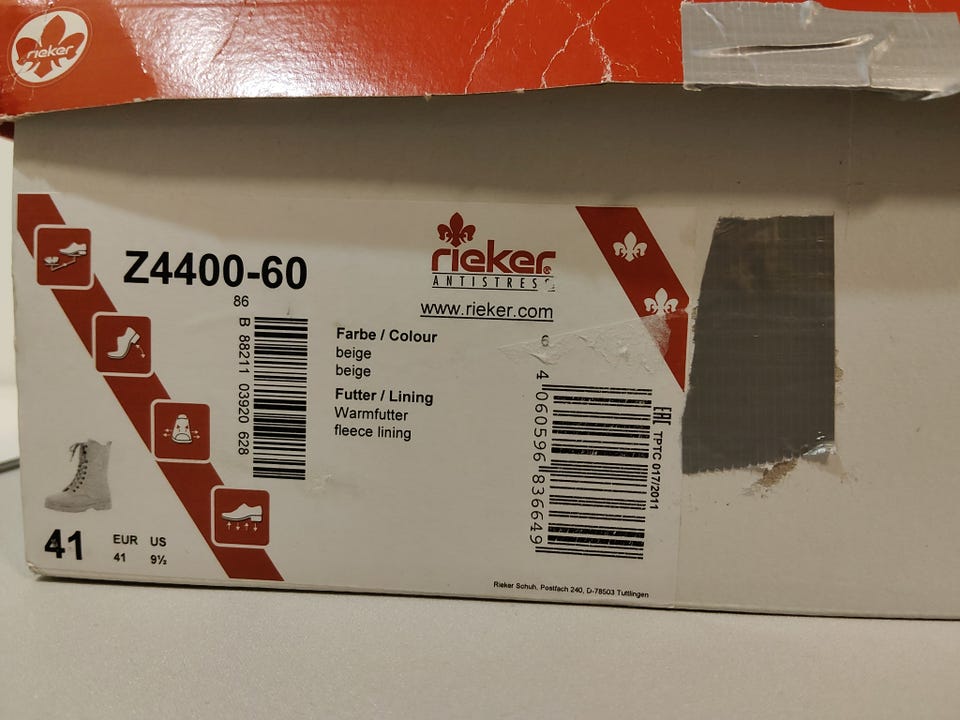 rieker
Z4400-60
86
B 88211 03920 628
rieker
ANTISTRESS
www.rieker.com
Farbe / Colour
beige
beige
Futter / Lining
Warmfutter
fleece lining
6
4 060596 836649
EAC TPTC 017/2011
41
EUR US
41 9½
Rieker Schuh. Postfach 240, D-78503 Tuttlingen